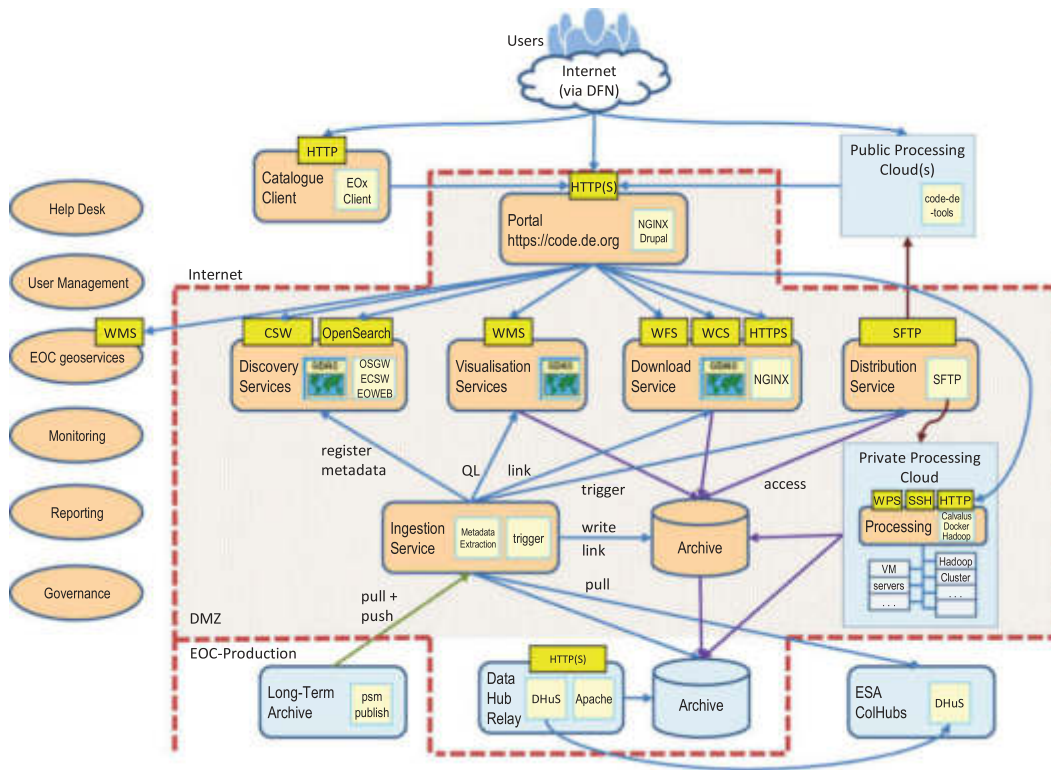 Users
Internet
(via DFN)
HTTP
Catalogue
Client
EOx
Client
HTTP(S)
Portal
https://code.de.org
NGINX
Drupal
Public Processing
Cloud(s)
code-de
-tools
Help Desk
User Management
WMS
EOC geoservices
Monitoring
Reporting
Governance
Internet
CSW
OpenSearch
Discovery
Services
OSGW
ECSW
EOWEB
WMS
Visualisation
Services
WFS
WCS
HTTPS
Download
Service
NGINX
SFTP
Distribution
Service
SFTP
register
metadata
QL
link
trigger
access
Ingestion
Service
Metadata
Extraction
trigger
write
link
Archive
pull
Private Processing
Cloud
WPS
SSH
HTTP
Processing
Calvalus
Docker
Hadoop
VM
servers
. . .
Hadoop
Cluster
. . .
pull +
push
DMZ
EOC-Production
Long-Term
Archive
psm
publish
HTTP(S)
Data
Hub
Relay
DHuS
Apache
Archive
ESA
ColHubs
DHuS